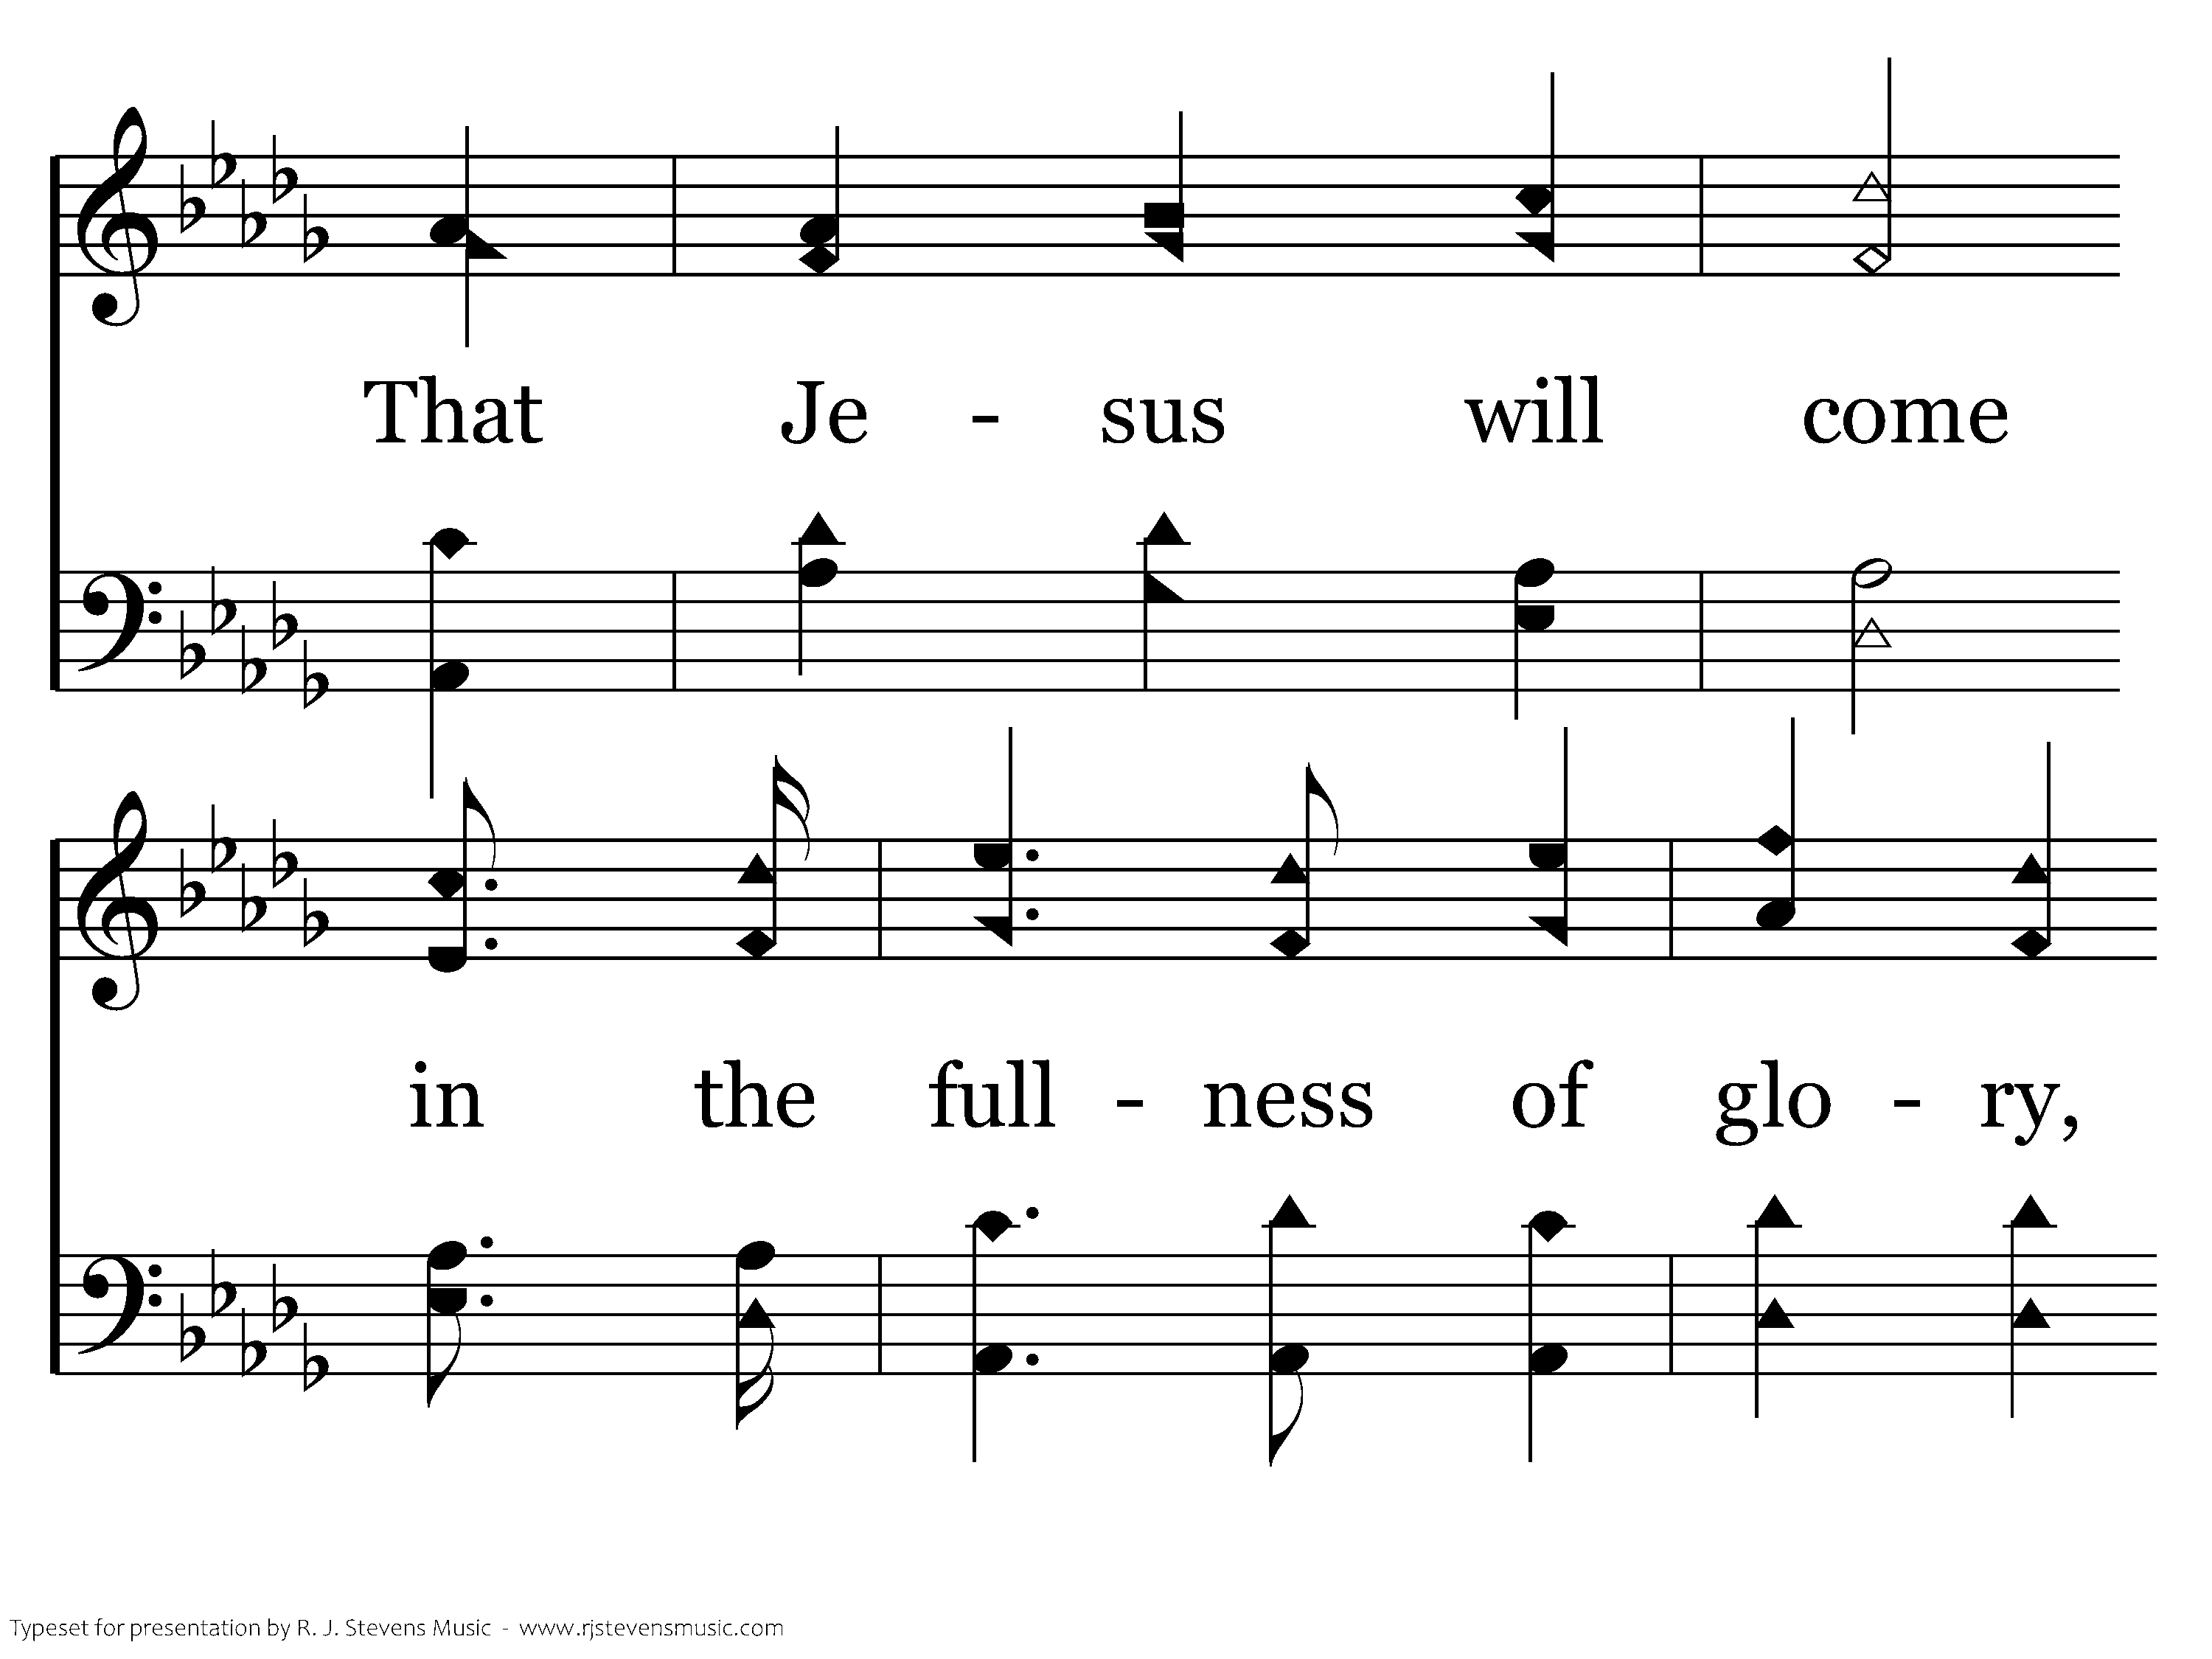 That Je - sus will come
in the full - ness of glo - ry,
Typeset for presentation by R. J. Stevens Music - www.rjstevensmusic.com